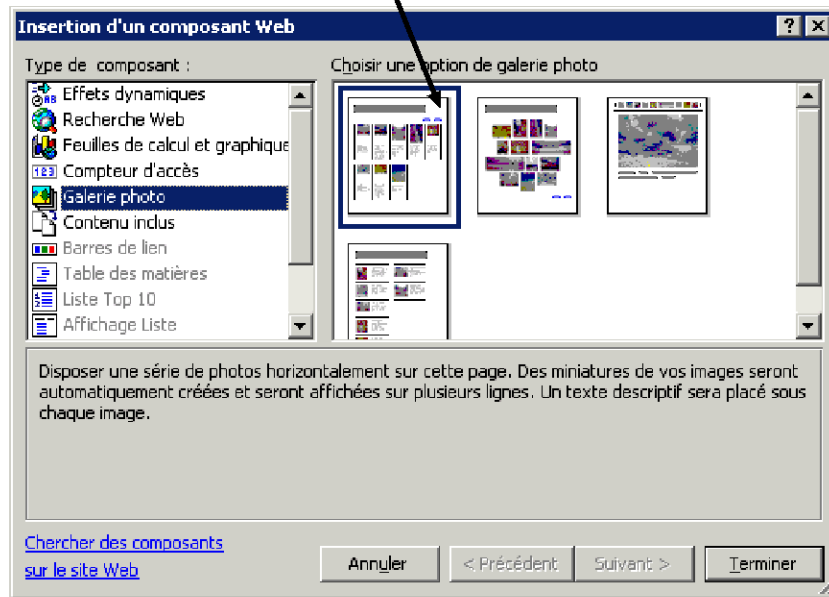 Insertion d'un composant Web
Type de composant :
Choisir une option de galerie photo
Effets dynamiques
Recherche Web
Feuilles de calcul et graphique
123 Compteur d'accès
Galerie photo
Contenu inclus
Barres de lien
Table des matières
Liste Top 10
Affichage Liste
Disposer une série de photos horizontalement sur cette page. Des miniatures de vos images seront
automatiquement créées et seront affichées sur plusieurs lignes. Un texte descriptif sera placé sous
chaque image.
Chercher des composants
sur le site Web
Annuler
< Précédent
Suivant >
Terminer